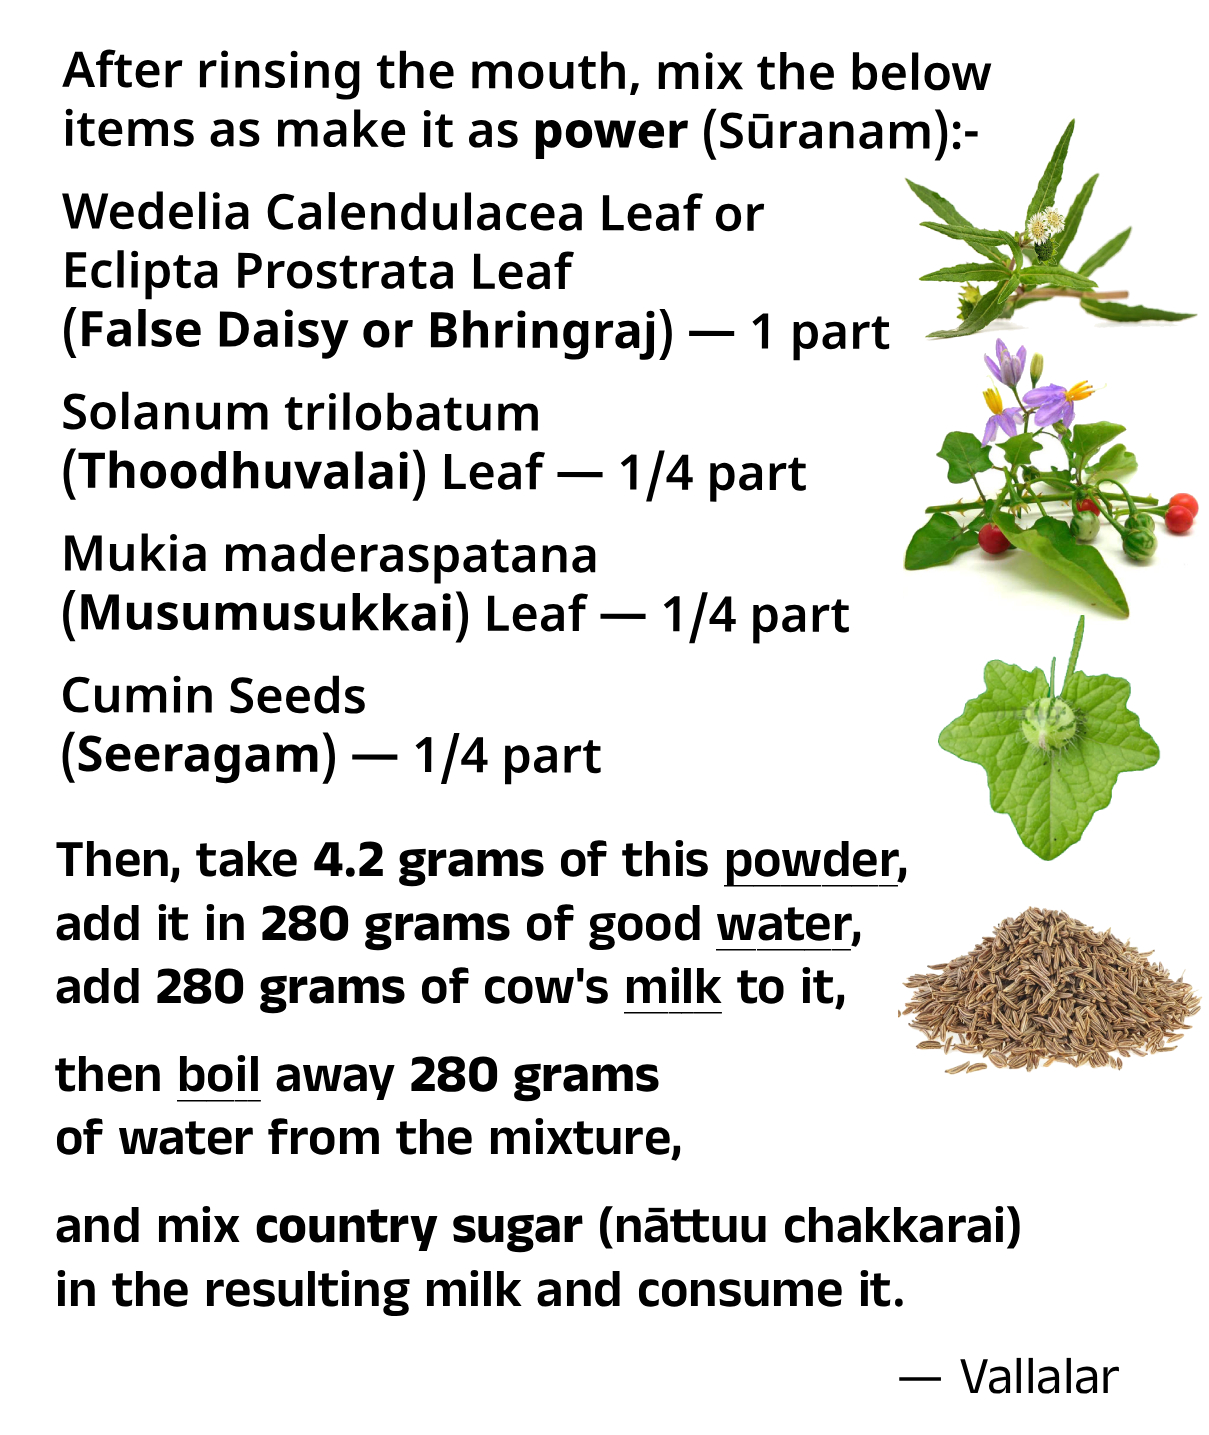 After rinsing the mouth, mix the below
items as make it as power (Sūranam):-
Wedelia Calendulacea Leaf or
Eclipta Prostrata Leaf
(False Daisy or Bhringraj) — 1 part
Solanum trilobatum
(Thoodhuvalai) Leaf — 1/4 part
Mukia maderaspatana
(Musumusukkai) Leaf — 1/4 part
Cumin Seeds
(Seeragam) — 1/4 part
Then, take 4.2 grams of this powder,
add it in 280 grams of good water,
add 280 grams of cow's milk to it,
then boil away 280 grams
of water from the mixture,
and mix country sugar (nāttuu chakkarai)
in the resulting milk and consume it.
— Vallalar